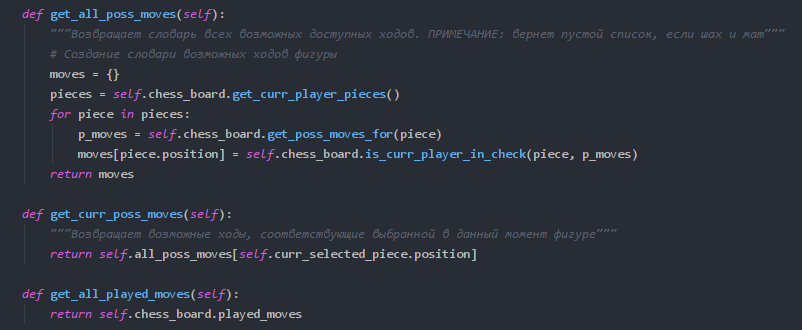 def get_all_poss_moves(self):
"""Возвращает словарь всех возможных доступных ходов. ПРИМЕЧАНИЕ: вернет пустой список, если шах и мат"""
# Создание словари возможных ходов фигуры
moves = {}
pieces = self.chess_board.get_curr_player_pieces()
for piece in pieces:
p_moves = self.chess_board.get_poss_moves_for(piece)
moves[piece.position] = self.chess_board.is_curr_player_in_check(piece, p_moves)
return moves
def get_curr_poss_moves(self):
"""Возвращает возможные ходы, соответствующие выбранной в данный момент фигуре"""
return self.all_poss_moves[self.curr_selected_piece.position]
def get_all_played_moves(self):
return self.chess_board.played_moves